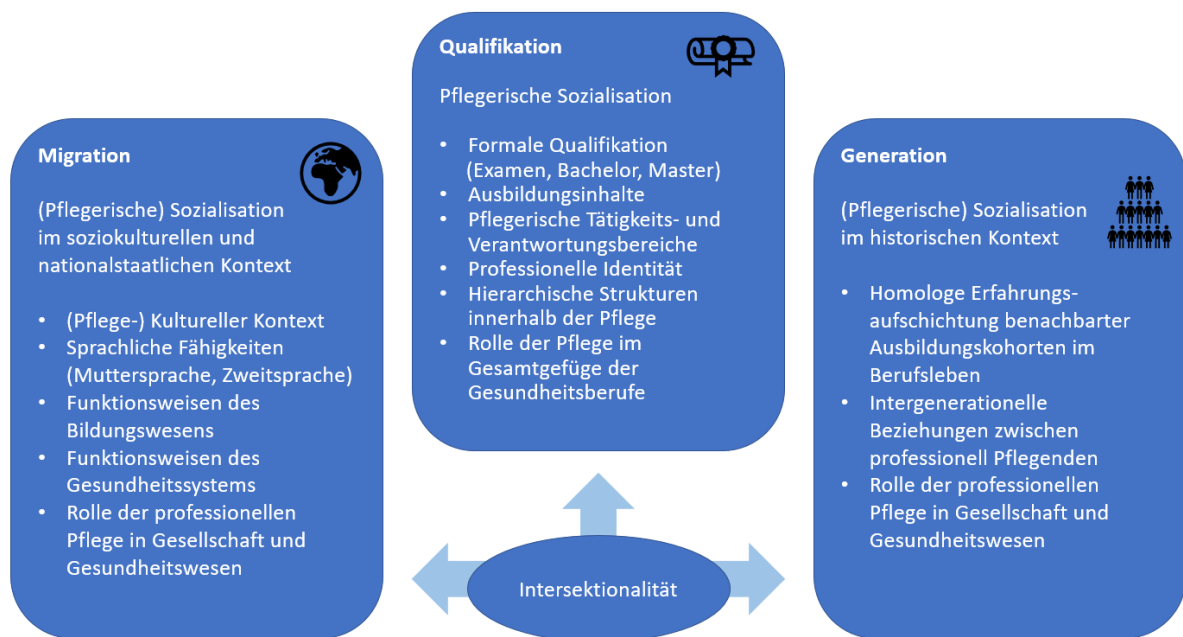 Migration
(Pflegerische) Sozialisation
im soziokulturellen und
nationalstaatlichen Kontext
• (Pflege-) Kultureller Kontext
• Sprachliche Fähigkeiten
(Muttersprache, Zweitsprache)
• Funktionsweisen des
Bildungswesens
• Funktionsweisen des
Gesundheitssystems
• Rolle der professionellen
Pflege in Gesellschaft und
Gesundheitswesen
Qualifikation
Pflegerische Sozialisation
• Formale Qualifikation
(Examen, Bachelor, Master)
• Ausbildungsinhalte
• Pflegerische Tätigkeits- und
Verantwortungsbereiche
• Professionelle Identität
• Hierarchische Strukturen
innerhalb der Pflege
• Rolle der Pflege im
Gesamtgefüge der
Gesundheitsberufe
Generation
(Pflegerische) Sozialisation
im historischen Kontext
• Homologe Erfahrungs-
aufschichtung benachbarter
Ausbildungskohorten im
Berufsleben
• Intergenerationelle
Beziehungen zwischen
professionell Pflegenden
• Rolle der professionellen
Pflege in Gesellschaft und
Gesundheitswesen
Intersektionalität